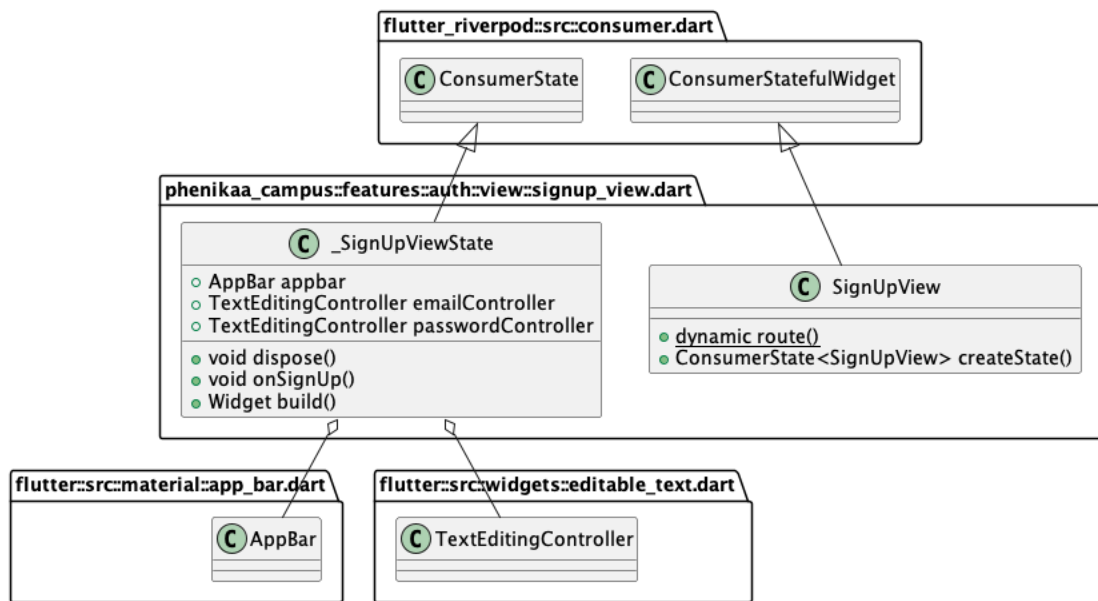 flutter_riverpod::src::consumer.dart
C ConsumerState
C ConsumerStatefulWidget
phenikaa_campus::features::auth::view::signup_view.dart
C _SignUpViewState
AppBar appbar
TextEditingController emailController
TextEditingController passwordController
void dispose()
void onSignUp()
Widget build()
C SignUpView
dynamic route()
ConsumerState<SignUpView> createState()
flutter::src::material::app_bar.dart
C AppBar
flutter::src::widgets::editable_text.dart
C TextEditingController